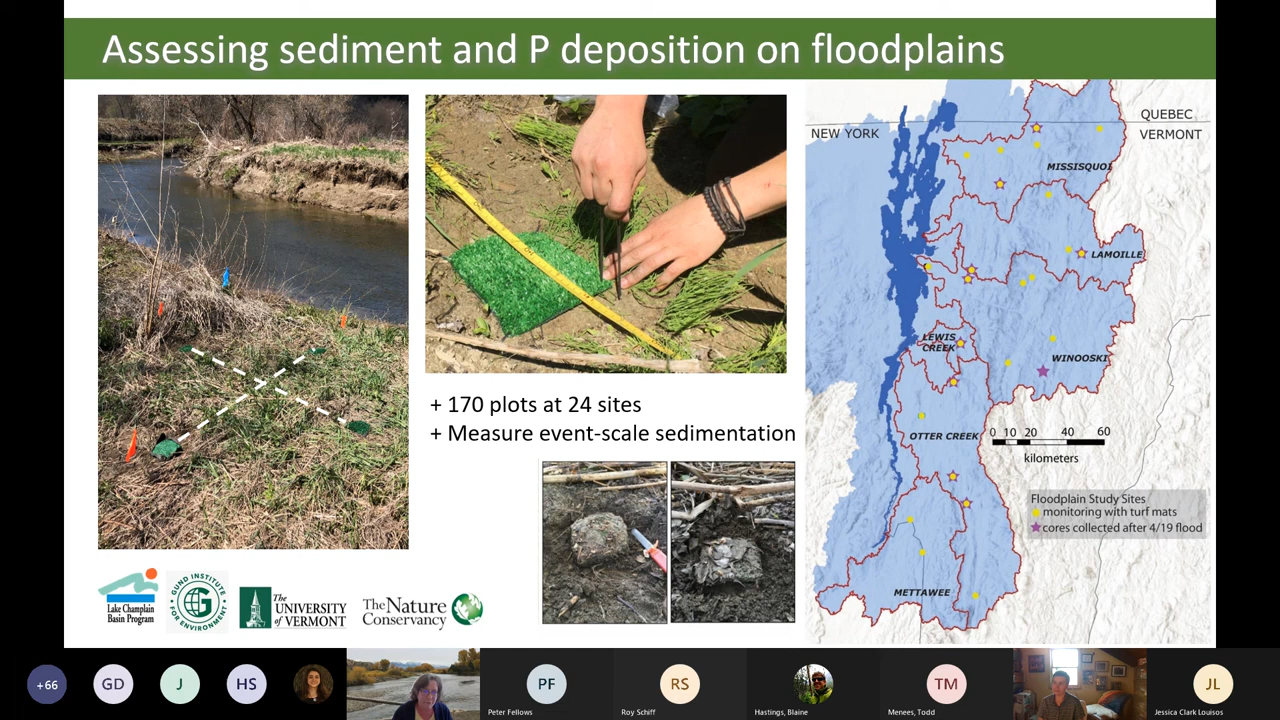 Assessing sediment and P deposition on floodplains
NEW YORK
QUEBEC
VERMONT
MISSISQUOI
LAMOILLE
LEWIS
CREEK
WINOOSKI
OTTER CREEK
0 10 20 40 60
kilometers
METTAWEE
Floodplain Study Sites
monitoring with turf mats
cores collected after 4/19 flood
+ 170 plots at 24 sites
+ Measure event-scale sedimentation
Lake Champlain
Basin Program
GUND INSTITUTE
FOR ENVIRONMENT
G
The
UNIVERSITY
of VERMONT
The Nature
Conservancy
+66
GD
J
HS
PF
Peter Fellows
RS
Roy Schiff
Hastings, Blaine
TM
Menees, Todd
JL
Jessica Clark Louisos